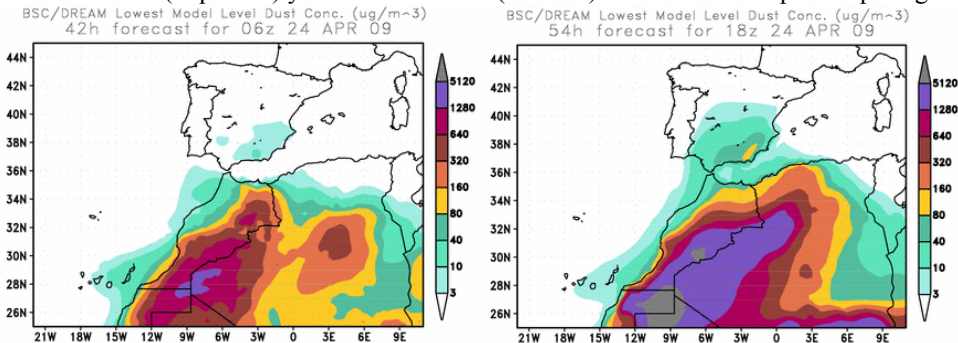 BSC/DREAM Lowest Model Level Dust Conc. (ug/m^3)
42h forecast for 06z 24 APR 09
44N
42N
40N
38N
36N
34N
32N
30N
28N
26N
21W 18W 15W 12W 9W 6W 3W 0 3E 6E 9E
5120
1280
640
320
160
80
40
10
3
BSC/DREAM Lowest Model Level Dust Conc. (ug/m^3)
54h forecast for 18z 24 APR 09
44N
42N
40N
38N
36N
34N
32N
30N
28N
26N
21W 18W 15W 12W 9W 6W 3W 0 3E 6E 9E
5120
1280
640
320
160
80
40
10
3